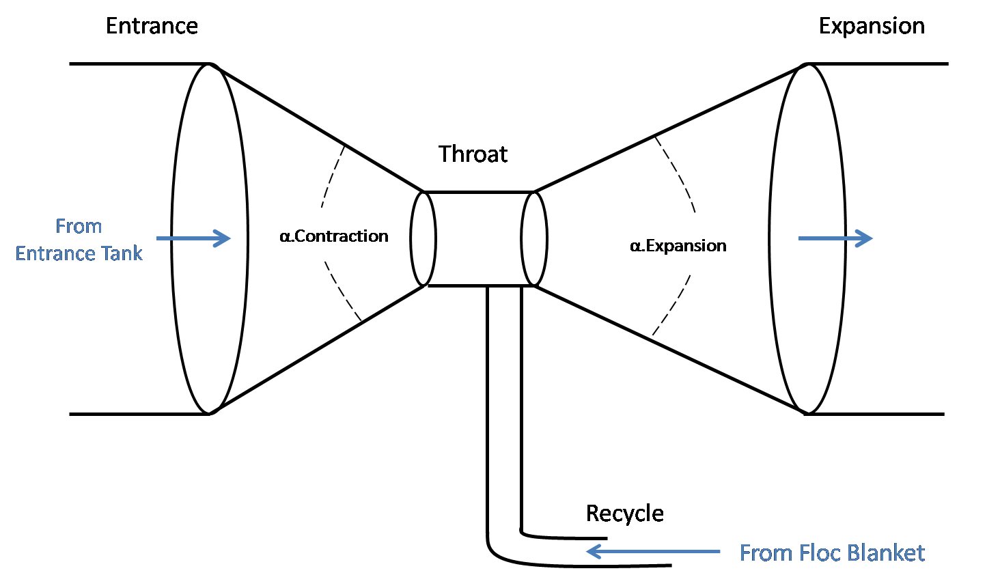 Entrance
Expansion
Throat
From
Entrance Tank
α.Contraction
α.Expansion
Recycle
From Floc Blanket